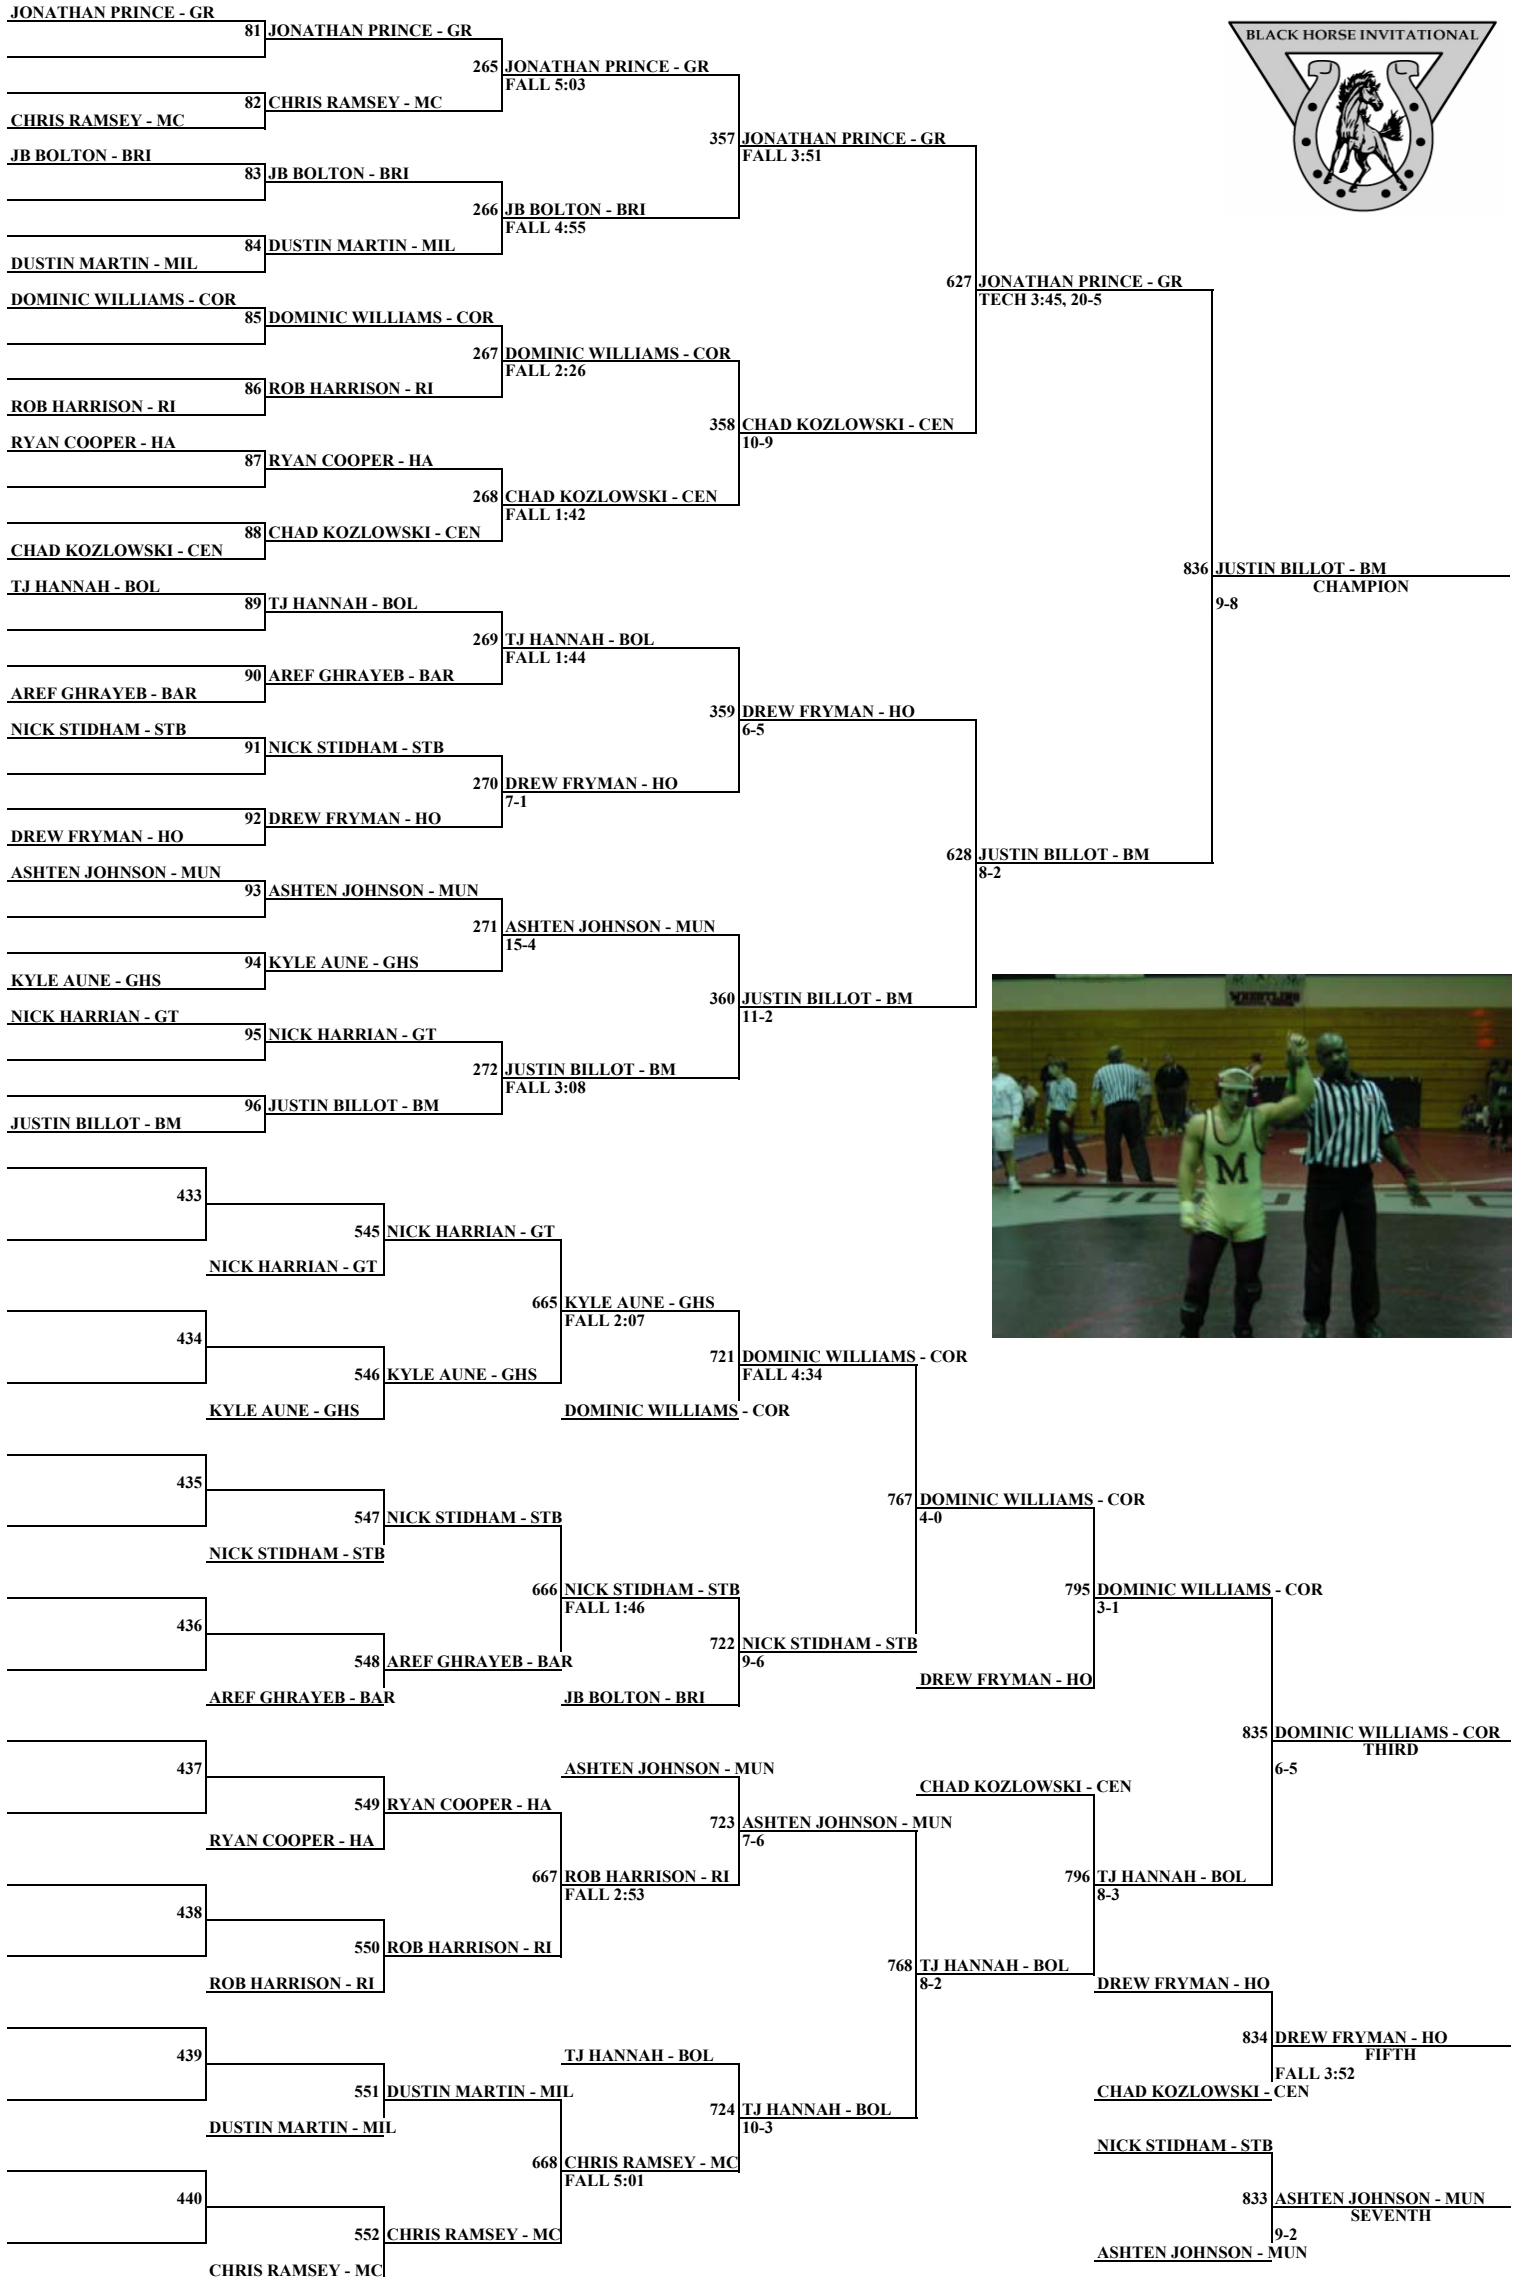 JONATHAN PRINCE - GR
81 JONATHAN PRINCE - GR
BLACK HORSE INVITATIONAL
265 JONATHAN PRINCE - GR
FALL 5:03
82 CHRIS RAMSEY - MC
CHRIS RAMSEY - MC
357 JONATHAN PRINCE - GR
FALL 3:51
JB BOLTON - BRI
83 JB BOLTON - BRI
266 JB BOLTON - BRI
FALL 4:55
84 DUSTIN MARTIN - MIL
DUSTIN MARTIN - MIL
627 JONATHAN PRINCE - GR
TECH 3:45, 20-5
DOMINIC WILLIAMS - COR
85 DOMINIC WILLIAMS - COR
267 DOMINIC WILLIAMS - COR
FALL 2:26
86 ROB HARRISON - RI
ROB HARRISON - RI
358 CHAD KOZLOWSKI - CEN
10-9
RYAN COOPER - HA
87 RYAN COOPER - HA
268 CHAD KOZLOWSKI - CEN
FALL 1:42
88 CHAD KOZLOWSKI - CEN
CHAD KOZLOWSKI - CEN
836 JUSTIN BILLOT - BM
CHAMPION
9-8
TJ HANNAH - BOL
89 TJ HANNAH - BOL
269 TJ HANNAH - BOL
FALL 1:44
90 AREF GHRAYEB - BAR
AREF GHRAYEB - BAR
359 DREW FRYMAN - HO
6-5
NICK STIDHAM - STB
91 NICK STIDHAM - STB
270 DREW FRYMAN - HO
7-1
92 DREW FRYMAN - HO
DREW FRYMAN - HO
628 JUSTIN BILLOT - BM
8-2
ASHTEN JOHNSON - MUN
93 ASHTEN JOHNSON - MUN
271 ASHTEN JOHNSON - MUN
15-4
94 KYLE AUNE - GHS
KYLE AUNE - GHS
360 JUSTIN BILLOT - BM
11-2
NICK HARRIAN - GT
95 NICK HARRIAN - GT
272 JUSTIN BILLOT - BM
FALL 3:08
96 JUSTIN BILLOT - BM
JUSTIN BILLOT - BM
WRESTLING
M
433
545 NICK HARRIAN - GT
NICK HARRIAN - GT
665 KYLE AUNE - GHS
FALL 2:07
434
546 KYLE AUNE - GHS
KYLE AUNE - GHS
721 DOMINIC WILLIAMS - COR
FALL 4:34
DOMINIC WILLIAMS - COR
435
547 NICK STIDHAM - STB
NICK STIDHAM - STB
767 DOMINIC WILLIAMS - COR
4-0
666 NICK STIDHAM - STB
FALL 1:46
795 DOMINIC WILLIAMS - COR
3-1
436
548 AREF GHRAYEB - BAR
AREF GHRAYEB - BAR
722 NICK STIDHAM - STB
9-6
JB BOLTON - BRI
DREW FRYMAN - HO
835 DOMINIC WILLIAMS - COR
THIRD
6-5
437
549 RYAN COOPER - HA
RYAN COOPER - HA
ASHTEN JOHNSON - MUN
CHAD KOZLOWSKI - CEN
723 ASHTEN JOHNSON - MUN
7-6
667 ROB HARRISON - RI
FALL 2:53
796 TJ HANNAH - BOL
8-3
438
550 ROB HARRISON - RI
ROB HARRISON - RI
768 TJ HANNAH - BOL
8-2
DREW FRYMAN - HO
834 DREW FRYMAN - HO
FIFTH
FALL 3:52
CHAD KOZLOWSKI - CEN
439
TJ HANNAH - BOL
551 DUSTIN MARTIN - MIL
DUSTIN MARTIN - MIL
724 TJ HANNAH - BOL
10-3
668 CHRIS RAMSEY - MC
FALL 5:01
NICK STIDHAM - STB
833 ASHTEN JOHNSON - MUN
SEVENTH
9-2
ASHTEN JOHNSON - MUN
440
552 CHRIS RAMSEY - MC
CHRIS RAMSEY - MC